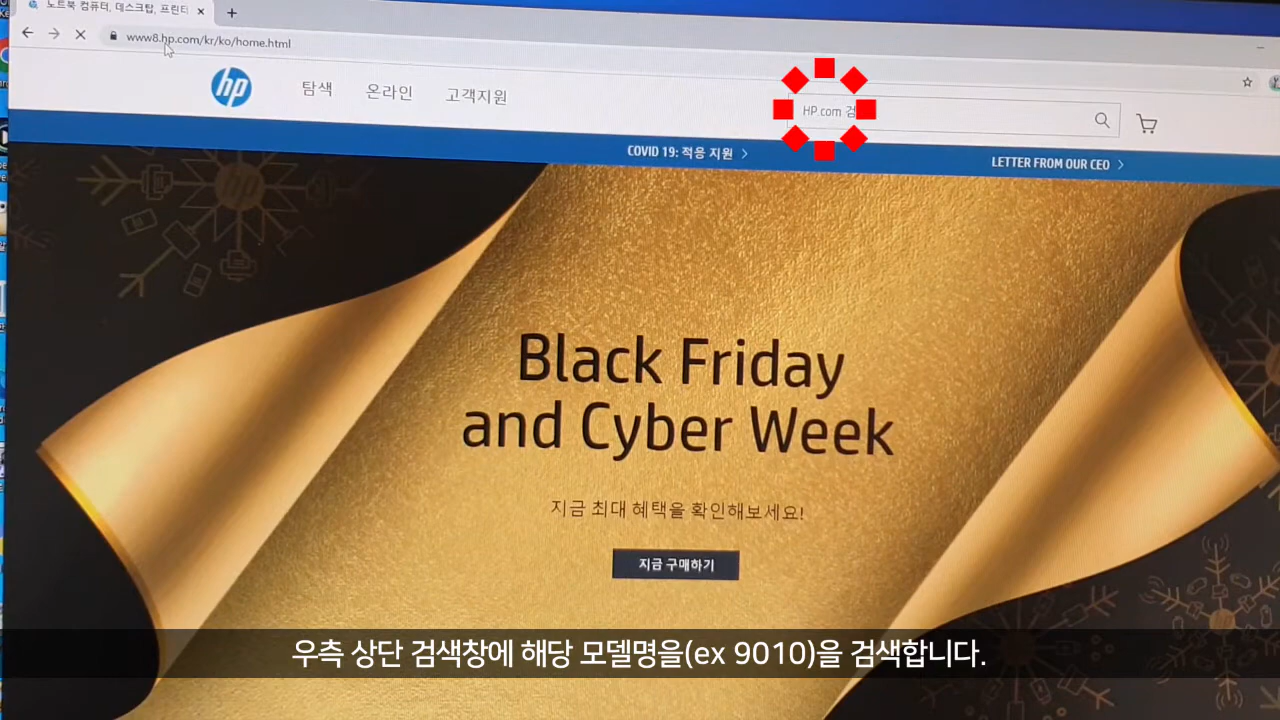 노트북 컴퓨터, 데스크탑, 프린터
www8.hp.com/kr/ko/home.html
hp
탐색
온라인
고객지원
HP.com 검
COVID 19: 적응 지원
LETTER FROM OUR CEO
Black Friday
and Cyber Week
지금 최대 혜택을 확인해보세요!
지금 구매하기
우측 상단 검색창에 해당 모델명을(ex 9010)을 검색합니다.